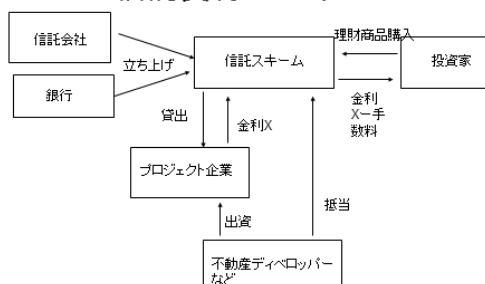 信託会社
銀行
立ち上げ
信託スキーム
理財商品購入
投資家
金利
X－手
数料
貸出
金利X
プロジェクト企業
出資
抵当
不動産ディベロッパー
など